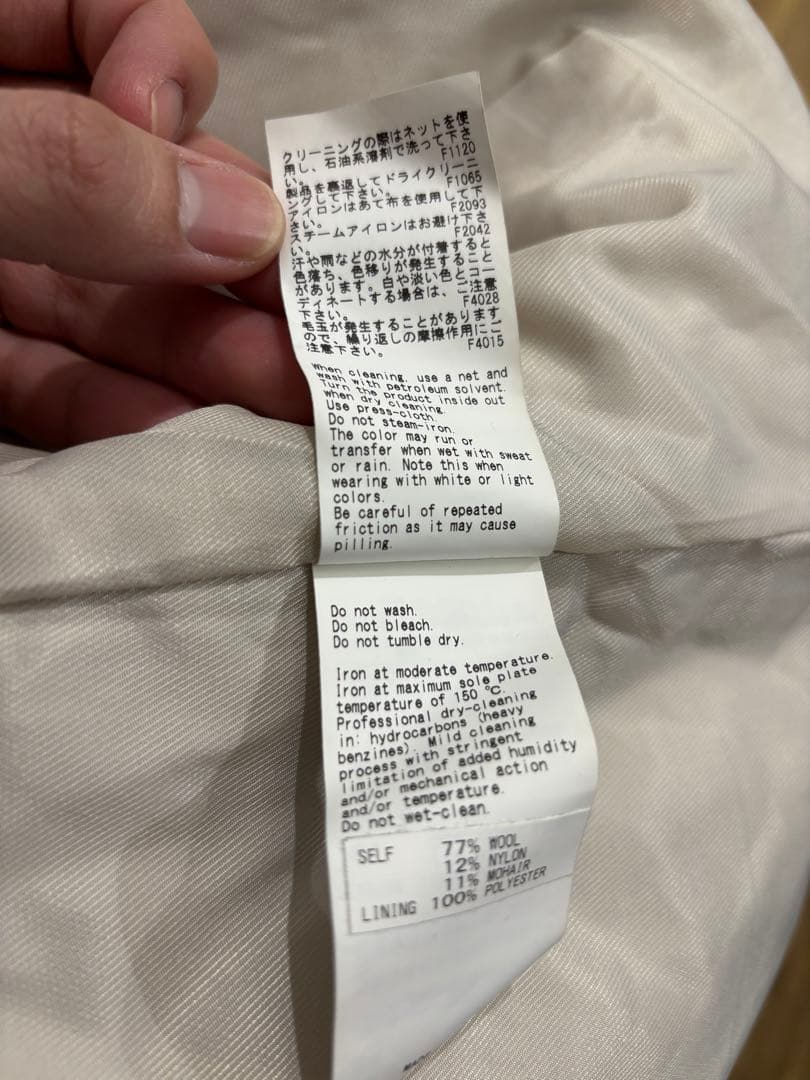 クリーニングの際はネットを使
用し、石油系溶剤で洗って下さ
い。 F1120
製品を裏返してドライクリーニ
ングして下さい。 F1065
アイロンはあて布を使用して下
さい。 F2093
スチームアイロンはお避け下さ
い。 F2042
汗や雨などの水分が付着すると
色落ち、色移りが発生すること
があります。白や淡い色とコー
ディネートする場合は、ご注意
下さい。 F4028
毛玉が発生することがあります
ので、繰り返しの摩擦作用にご
注意下さい。 F4015
When cleaning, use a net and
wash with petroleum solvent.
Turn the product inside out
when dry cleaning.
Use press-cloth.
Do not steam-iron.
The color may run or
transfer when wet with sweat
or rain. Note this when
wearing with white or light
colors.
Be careful of repeated
friction as it may cause
pilling.
Do not wash.
Do not bleach.
Do not tumble dry.
Iron at moderate temperature.
Iron at maximum sole plate
temperature of 150 ℃.
Professional dry-cleaning
in: hydrocarbons (heavy
benzines). Mild cleaning
process with stringent
limitation of added humidity
and/or mechanical action
and/or temperature.
Do not wet-clean.
SELF 77% WOOL
12% NYLON
11% MOHAIR
LINING 100% POLYESTER